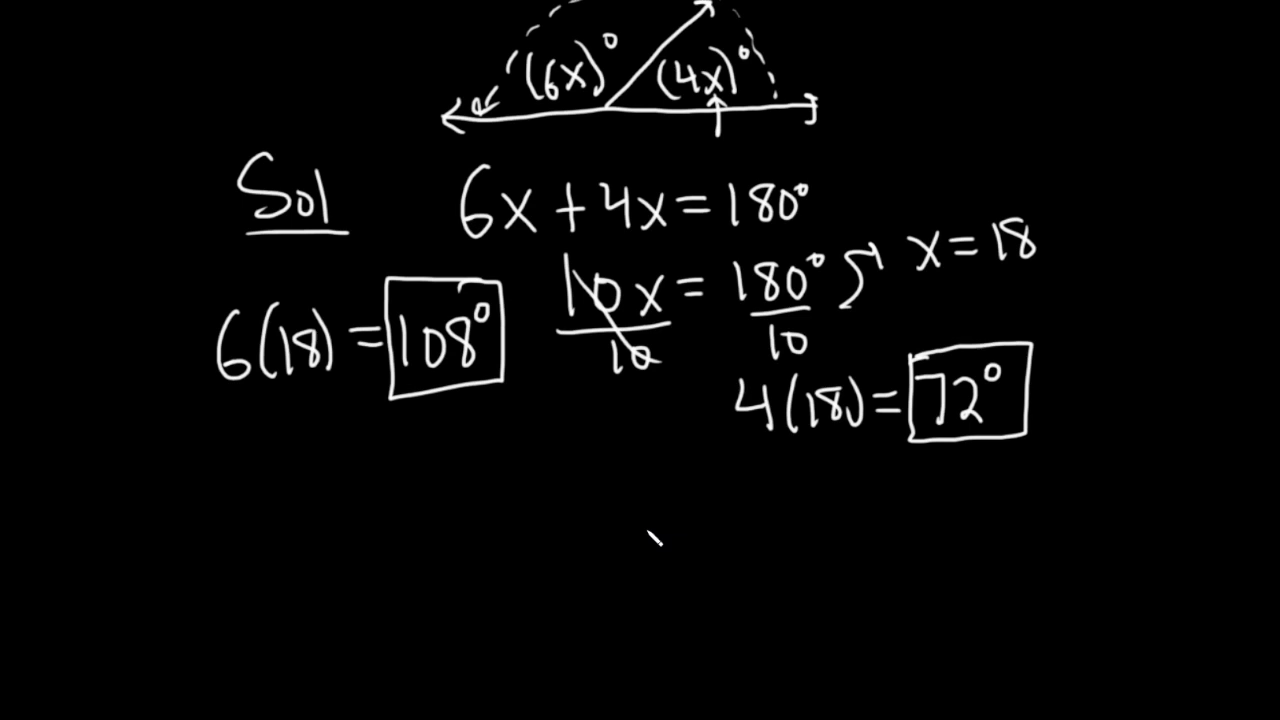 (6x)° (4x)°
Sol 6x + 4x = 180°
10x = 180° x = 18
10 10
6(18) = 108°
4(18) = 72°